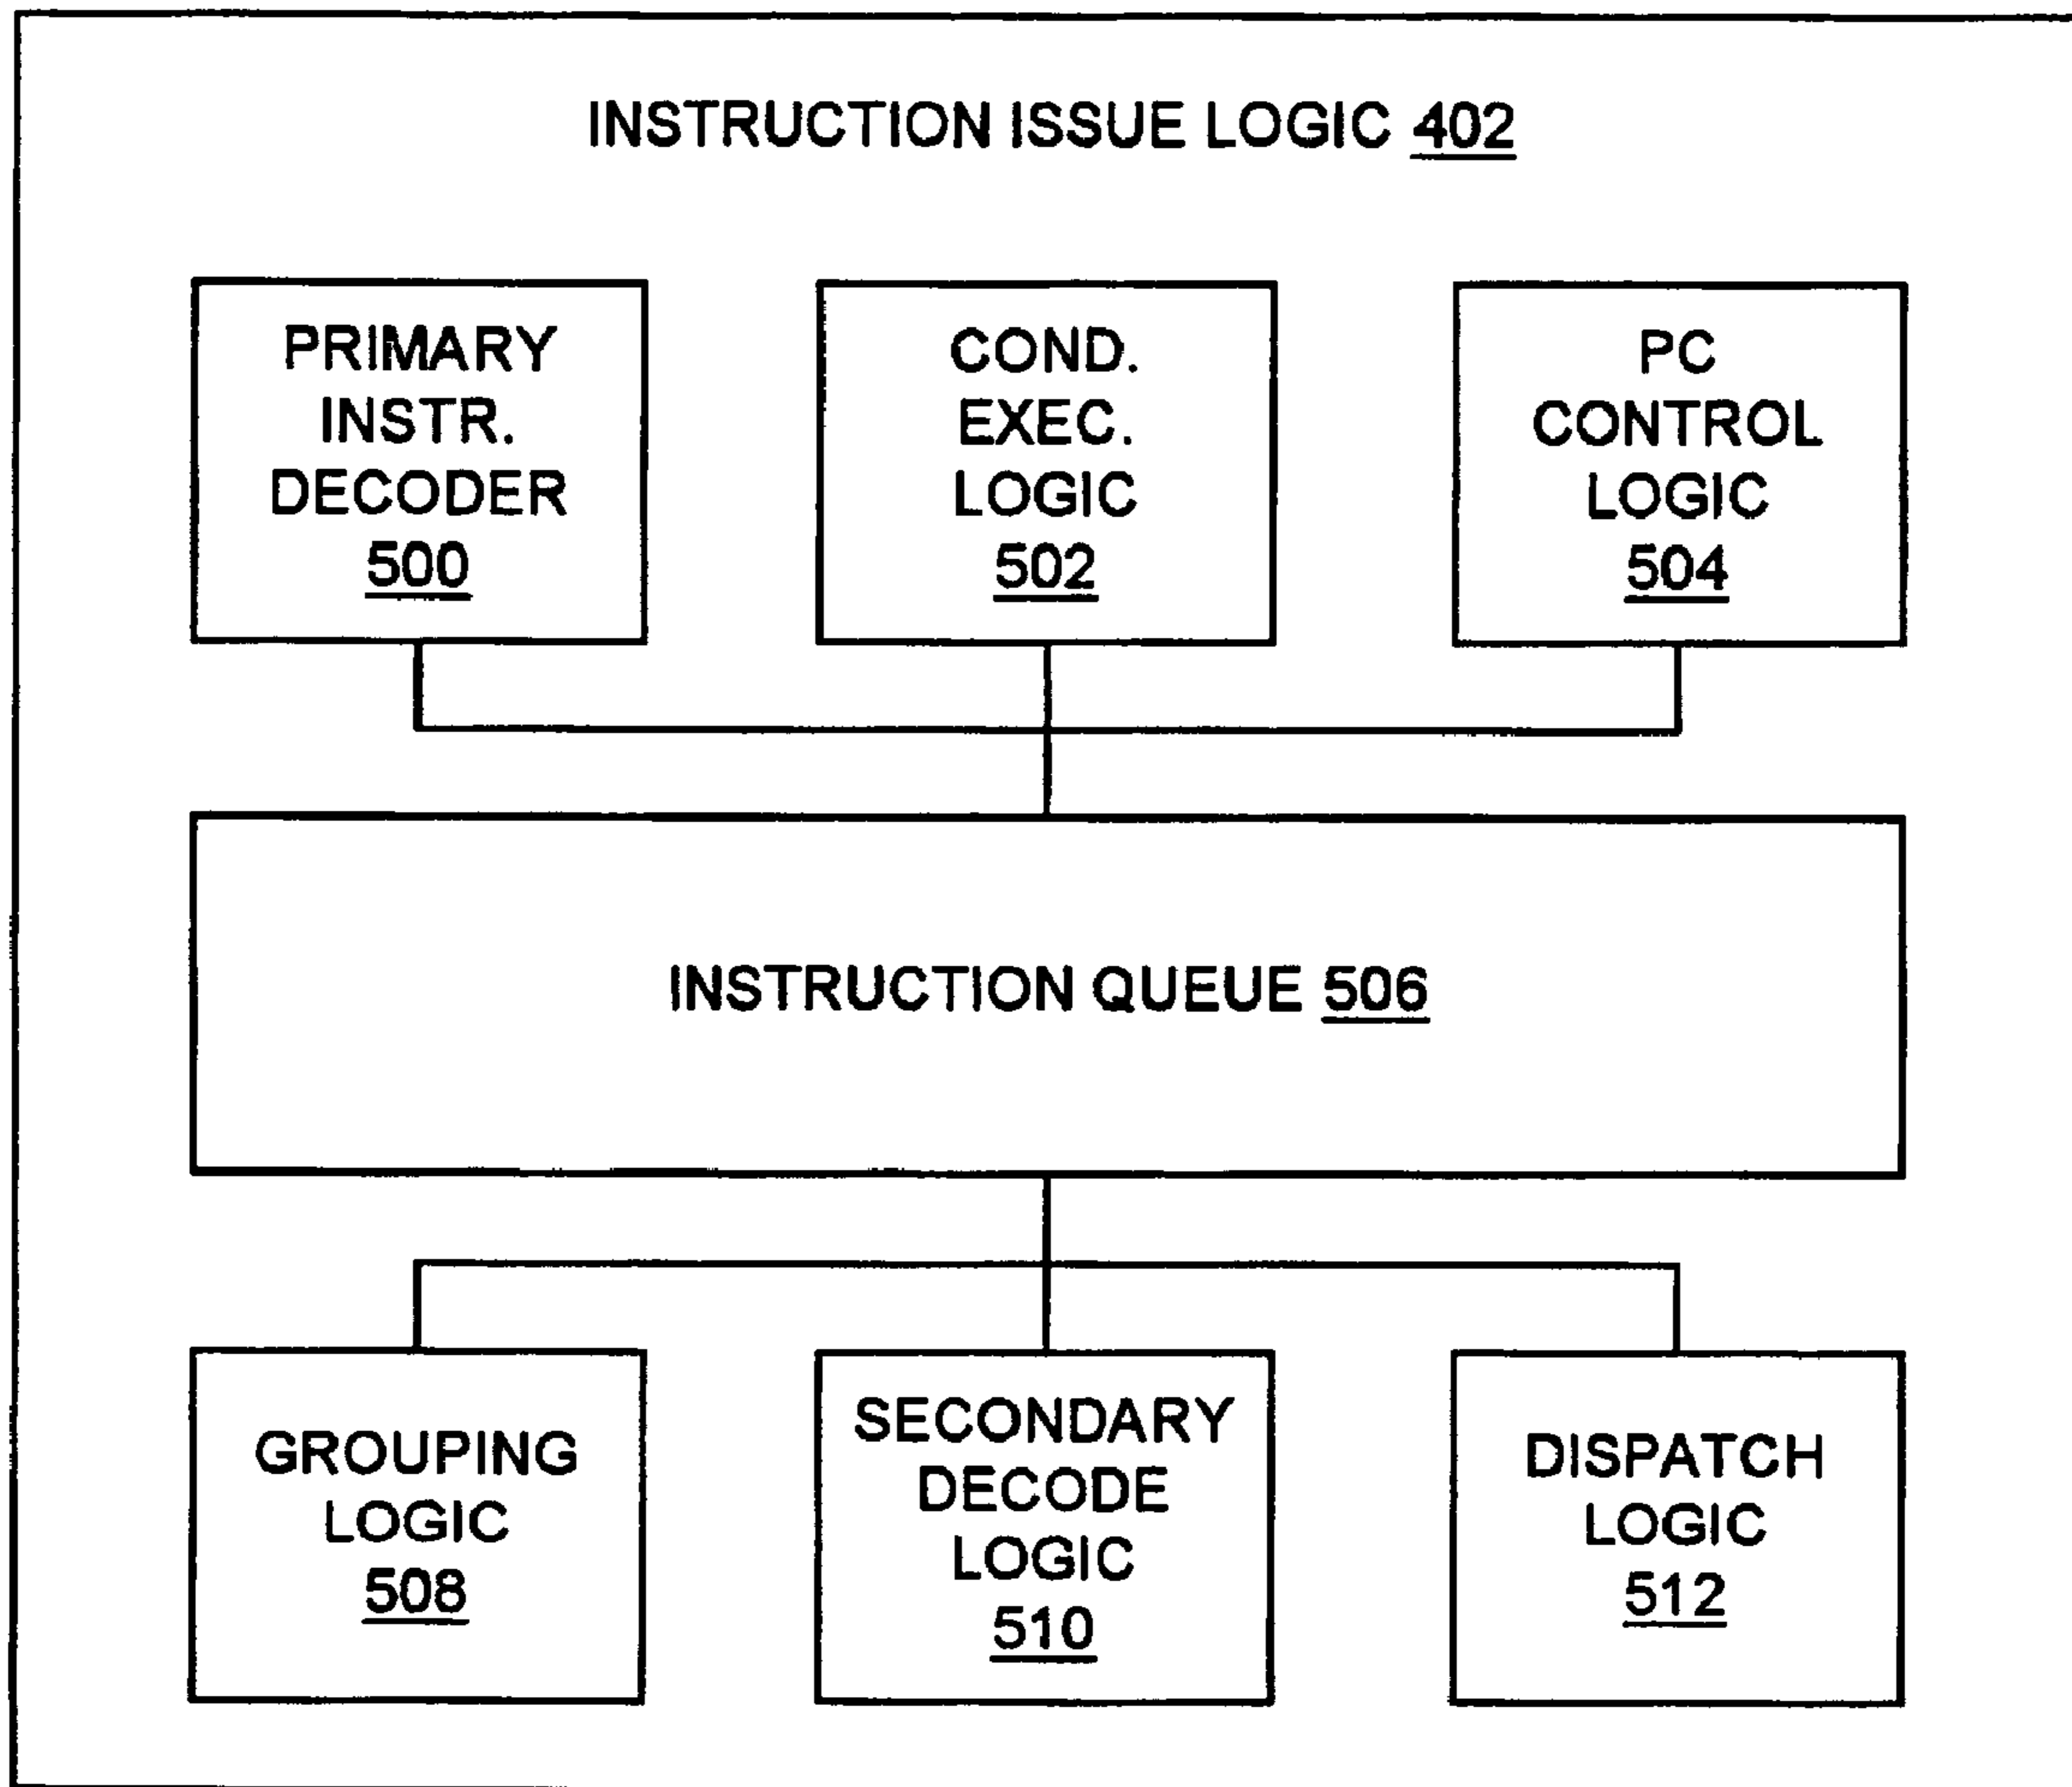 INSTRUCTION ISSUE LOGIC 402
PRIMARY
INSTR.
DECODER
500
COND.
EXEC.
LOGIC
502
PC
CONTROL
LOGIC
504
INSTRUCTION QUEUE 506
GROUPING
LOGIC
508
SECONDARY
DECODE
LOGIC
510
DISPATCH
LOGIC
512